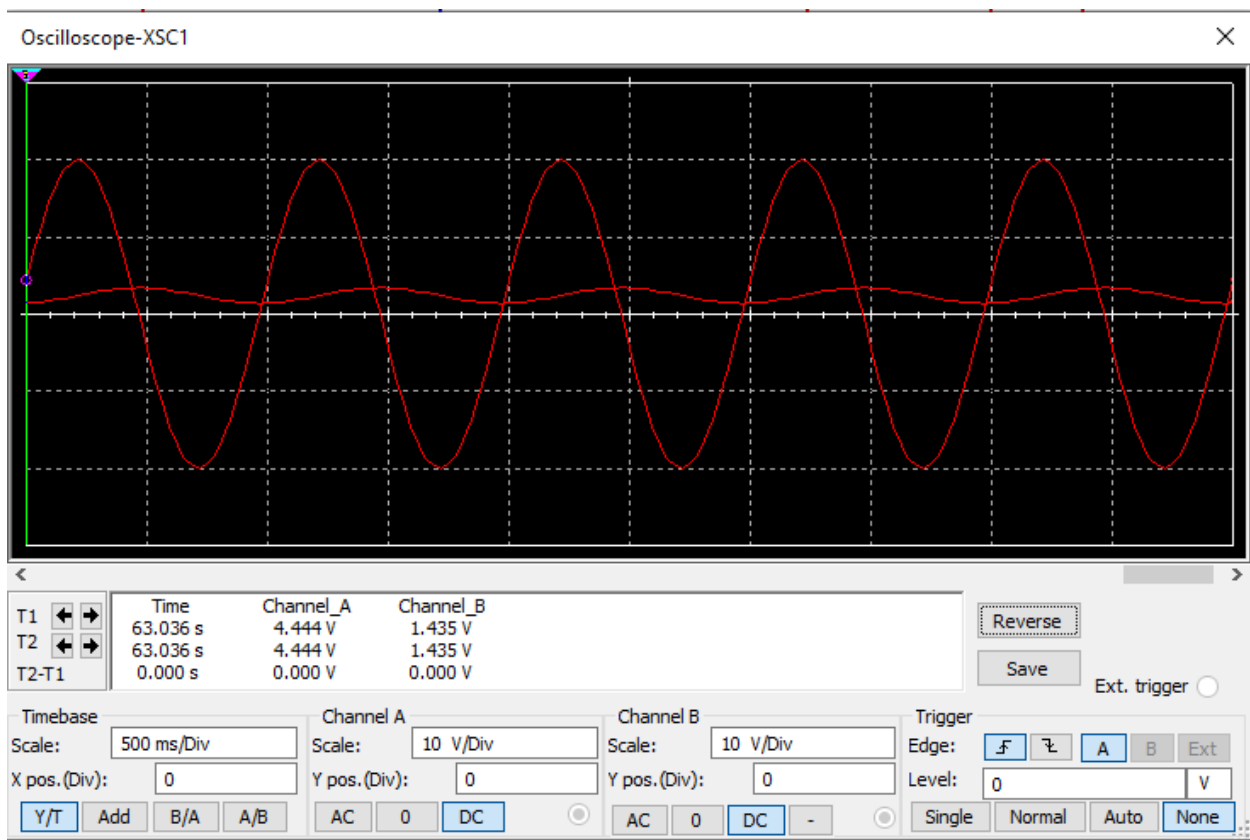 Oscilloscope-XSC1
Time Channel_A Channel_B
T1 63.036 s 4.444 V 1.435 V
T2 63.036 s 4.444 V 1.435 V
T2-T1 0.000 s 0.000 V 0.000 V
Reverse
Save
Ext. trigger
Timebase Channel A Channel B Trigger
Scale: 500 ms/Div Scale: 10 V/Div Scale: 10 V/Div Edge: A B Ext
X pos.(Div): 0 Y pos.(Div): 0 Y pos.(Div): 0 Level: 0 V
Y/T Add B/A A/B AC 0 DC AC 0 DC - Single Normal Auto None